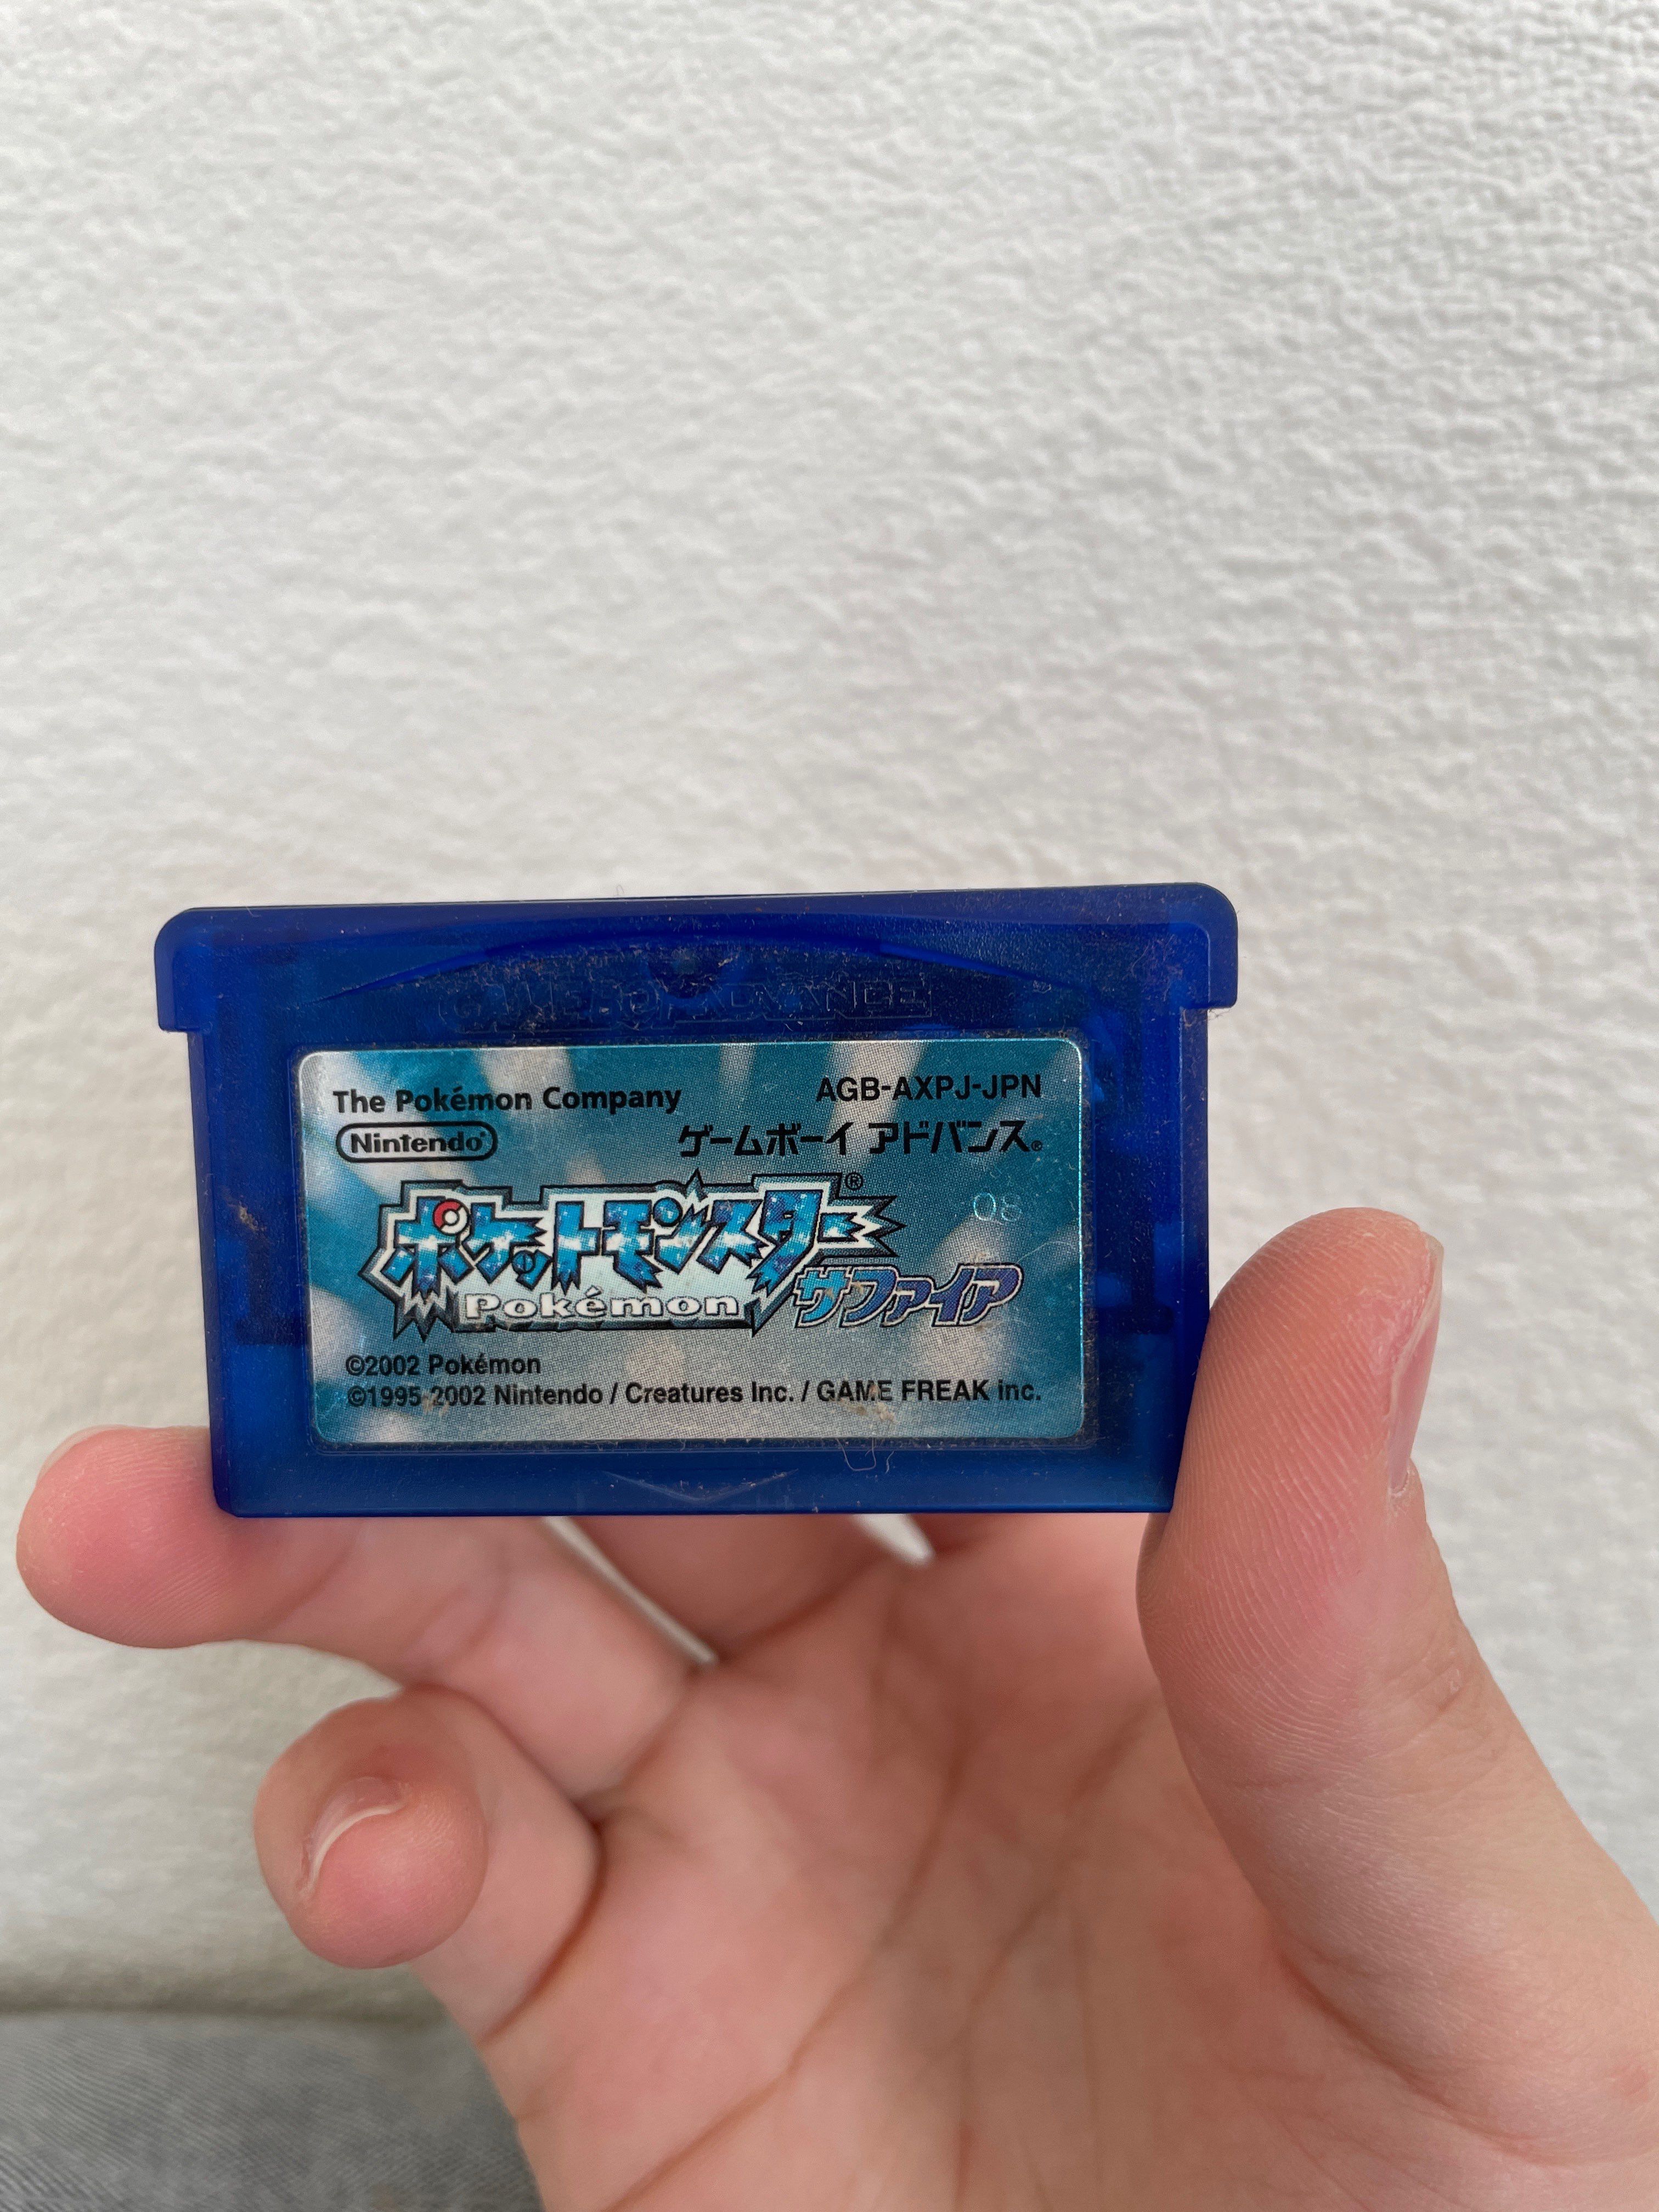 GAME BOY ADVANCE
The Pokémon Company AGB-AXPJ-JPN
Nintendo® ゲームボーイ アドバンス®
08
ポケットモンスター®
Pokémon サファイア
©2002 Pokémon
©1995-2002 Nintendo / Creatures Inc. / GAME FREAK inc.